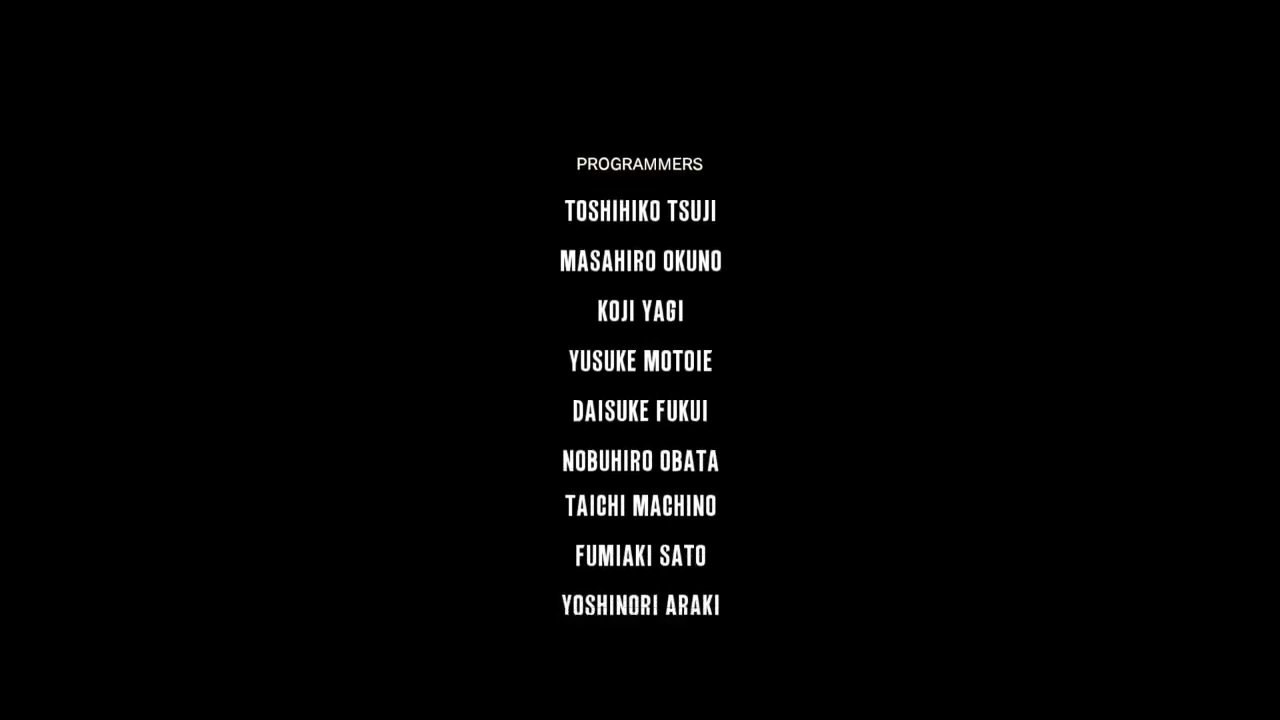 PROGRAMMERS
TOSHIHIKO TSUJI
MASAHIRO OKUNO
KOJI YAGI
YUSUKE MOTOIE
DAISUKE FUKUI
NOBUHIRO OBATA
TAICHI MACHINO
FUMIAKI SATO
YOSHINORI ARAKI